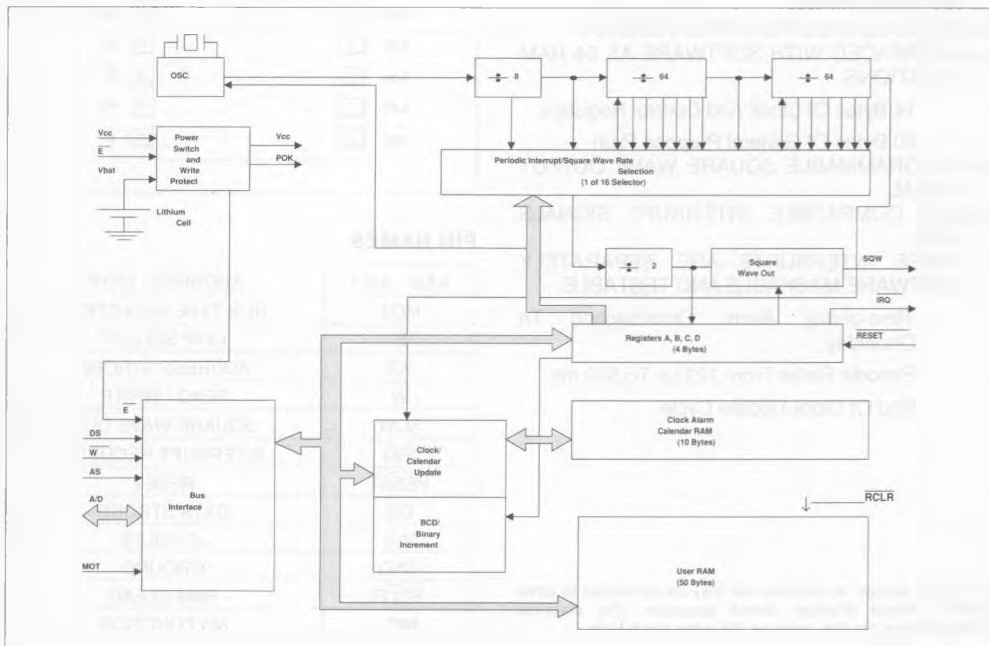 OSC.
÷ 8
÷ 64
÷ 64
Vcc
E
Vbat
Power
Switch
and
Write
Protect
Vcc
POK
Lithium
Cell
Periodic Interrupt/Square Wave Rate
Selection
(1 of 16 Selector)
÷ 2
Square
Wave Out
SQW
IRQ
RESET
Registers A, B, C, D
(4 Bytes)
E
DS
W
AS
A/D
MOT
Bus
Interface
Clock/
Calendar
Update
BCD/
Binary
Increment
Clock Alarm
Calendar RAM
(10 Bytes)
RCLR
User RAM
(50 Bytes)